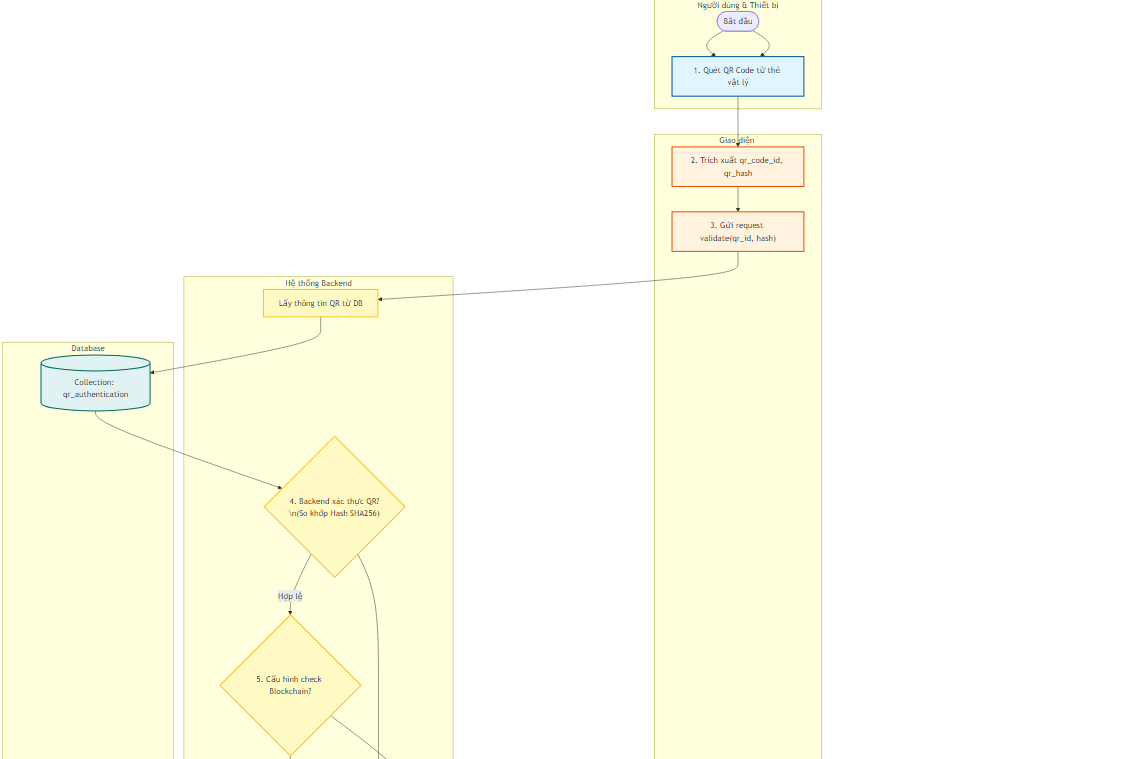 Người dùng & Thiết bị
Bắt đầu
1. Quét QR Code từ thẻ
vật lý
Giao diện
2. Trích xuất qr_code_id,
qr_hash
3. Gửi request
validate(qr_id, hash)
Hệ thống Backend
Lấy thông tin QR từ DB
Database
Collection:
qr_authentication
4. Backend xác thực QR?
\n(So khớp Hash SHA256)
Hợp lệ
5. Cấu hình check
Blockchain?